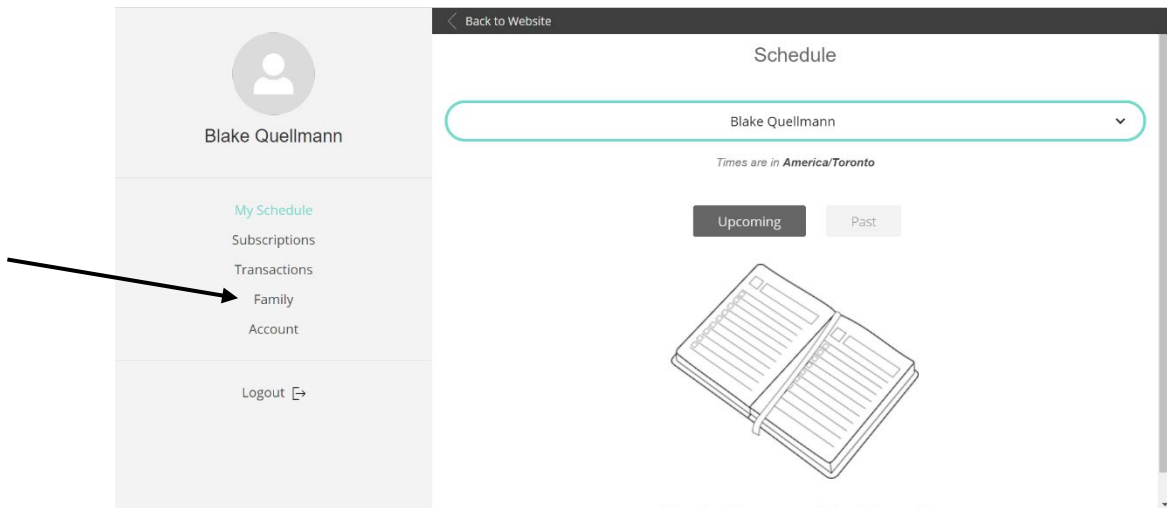 Back to Website
Blake Quellmann
My Schedule
Subscriptions
Transactions
Family
Account
Logout
Schedule
Blake Quellmann
Times are in America/Toronto
Upcoming
Past